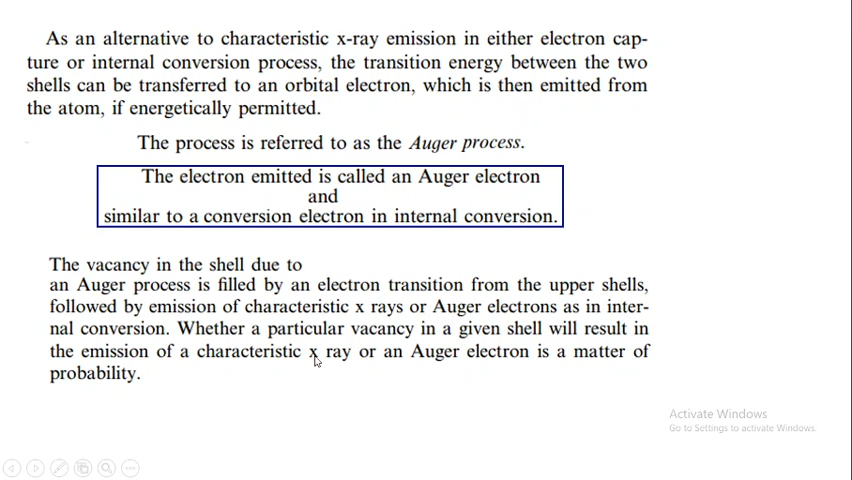 As an alternative to characteristic x-ray emission in either electron cap-
ture or internal conversion process, the transition energy between the two
shells can be transferred to an orbital electron, which is then emitted from
the atom, if energetically permitted.
The process is referred to as the Auger process.
The electron emitted is called an Auger electron
and
similar to a conversion electron in internal conversion.
The vacancy in the shell due to
an Auger process is filled by an electron transition from the upper shells,
followed by emission of characteristic x rays or Auger electrons as in inter-
nal conversion. Whether a particular vacancy in a given shell will result in
the emission of a characteristic x ray or an Auger electron is a matter of
probability.
Activate Windows
Go to Settings to activate Windows.